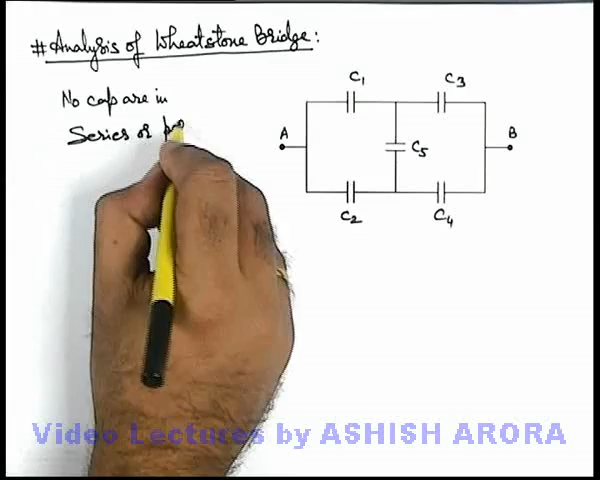 # Analysis of Wheatstone Bridge:
No cap are in
Series or
C1 C3
A B
C5
C2 C4
Video Lectures by ASHISH ARORA